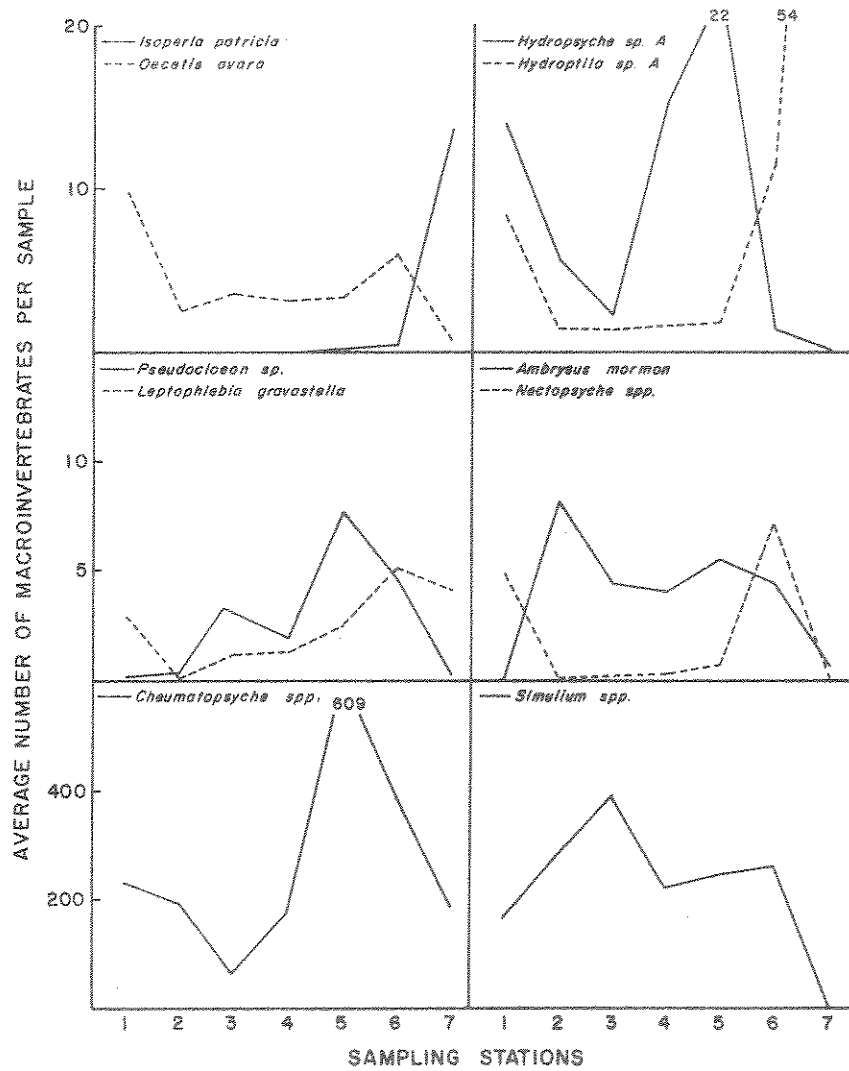 AVERAGE NUMBER OF MACROINVERTEBRATES PER SAMPLE
20
10
Isoperla patricia
Oecetis avara
22
54
Hydropsyche sp. A
Hydroptila sp. A
10
5
Pseudocloeon sp.
Leptophlebia gravastella
Ambrysus mormon
Nectopsyche spp.
400
200
Cheumatopsyche spp.
609
Simulium spp.
1 2 3 4 5 6 7
1 2 3 4 5 6 7
SAMPLING STATIONS